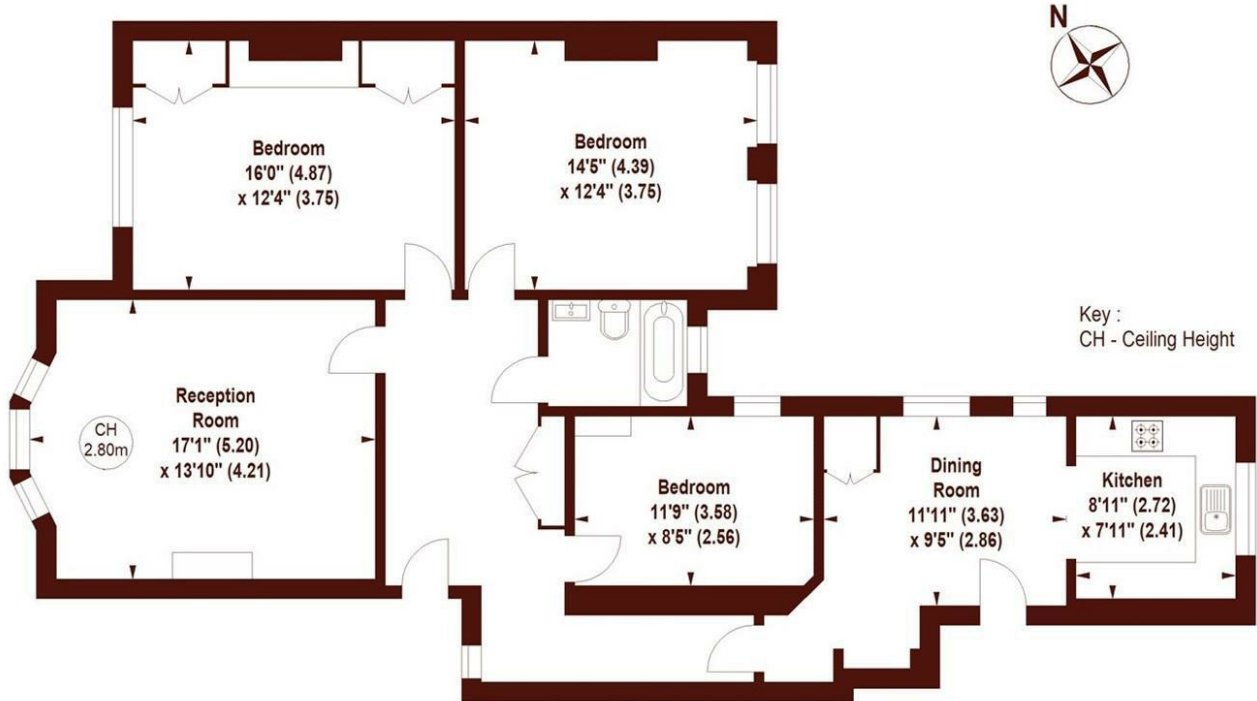 N
Bedroom
16'0" (4.87)
x 12'4" (3.75)
Bedroom
14'5" (4.39)
x 12'4" (3.75)
Key :
CH - Ceiling Height
Reception
Room
17'1" (5.20)
x 13'10" (4.21)
CH
2.80m
Bedroom
11'9" (3.58)
x 8'5" (2.56)
Dining
Room
11'11" (3.63)
x 9'5" (2.86)
Kitchen
8'11" (2.72)
x 7'11" (2.41)